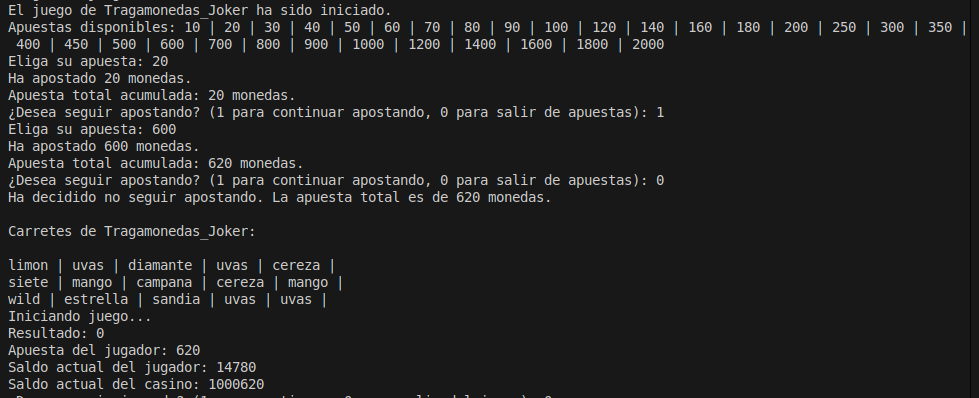 El juego de Tragamonedas_Joker ha sido iniciado.
Apuestas disponibles: 10 | 20 | 30 | 40 | 50 | 60 | 70 | 80 | 90 | 100 | 120 | 140 | 160 | 180 | 200 | 250 | 300 | 350 |
400 | 450 | 500 | 600 | 700 | 800 | 900 | 1000 | 1200 | 1400 | 1600 | 1800 | 2000
Eliga su apuesta: 20
Ha apostado 20 monedas.
Apuesta total acumulada: 20 monedas.
¿Desea seguir apostando? (1 para continuar apostando, 0 para salir de apuestas): 1
Eliga su apuesta: 600
Ha apostado 600 monedas.
Apuesta total acumulada: 620 monedas.
¿Desea seguir apostando? (1 para continuar apostando, 0 para salir de apuestas): 0
Ha decidido no seguir apostando. La apuesta total es de 620 monedas.
Carretes de Tragamonedas_Joker:
limon | uvas | diamante | uvas | cereza |
siete | mango | campana | cereza | mango |
wild | estrella | sandia | uvas | uvas |
Iniciando juego...
Resultado: 0
Apuesta del jugador: 620
Saldo actual del jugador: 14780
Saldo actual del casino: 1000620